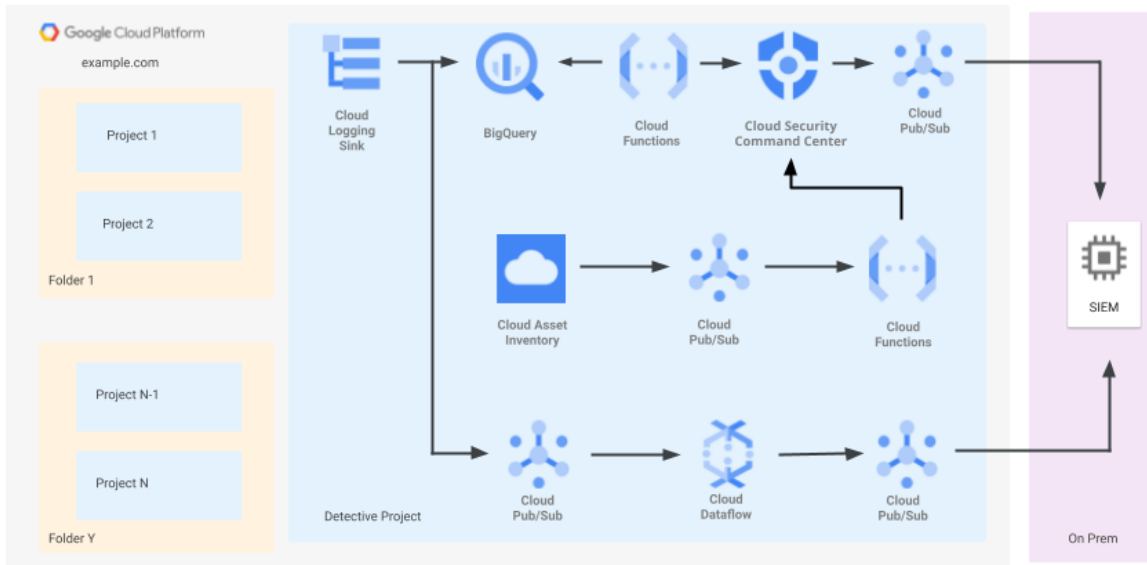 Google Cloud Platform
example.com
Project 1
Project 2
Folder 1
Project N-1
Project N
Folder Y
Cloud
Logging
Sink
BigQuery
Cloud
Functions
Cloud Security
Command Center
Cloud
Pub/Sub
Cloud Asset
Inventory
Cloud
Pub/Sub
Cloud
Functions
Cloud
Pub/Sub
Cloud
Dataflow
Cloud
Pub/Sub
Detective Project
SIEM
On Prem